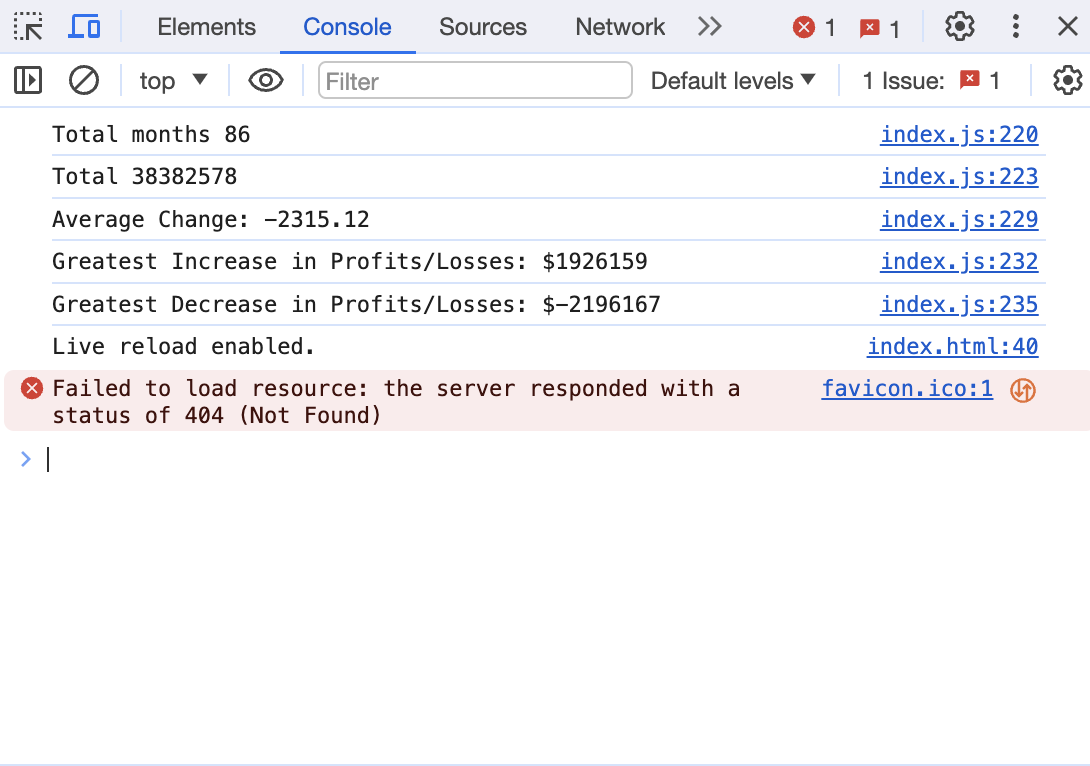 Elements Console Sources Network 1 1
top Filter Default levels 1 Issue: 1
Total months 86 index.js:220
Total 38382578 index.js:223
Average Change: -2315.12 index.js:229
Greatest Increase in Profits/Losses: $1926159 index.js:232
Greatest Decrease in Profits/Losses: $-2196167 index.js:235
Live reload enabled. index.html:40
Failed to load resource: the server responded with a favicon.ico:1
status of 404 (Not Found)